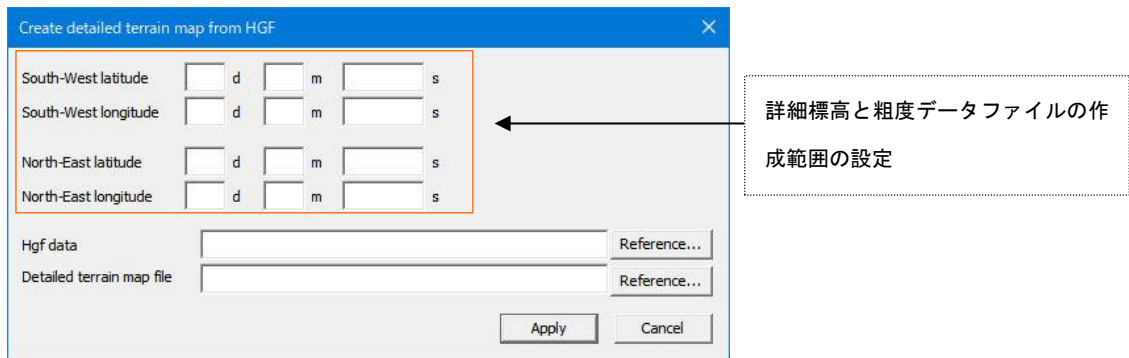 Create detailed terrain map from HGF
South-West latitude d m s
South-West longitude d m s
North-East latitude d m s
North-East longitude d m s
Hgf data Reference...
Detailed terrain map file Reference...
Apply Cancel
詳細標高と粗度データファイルの作
成範囲の設定